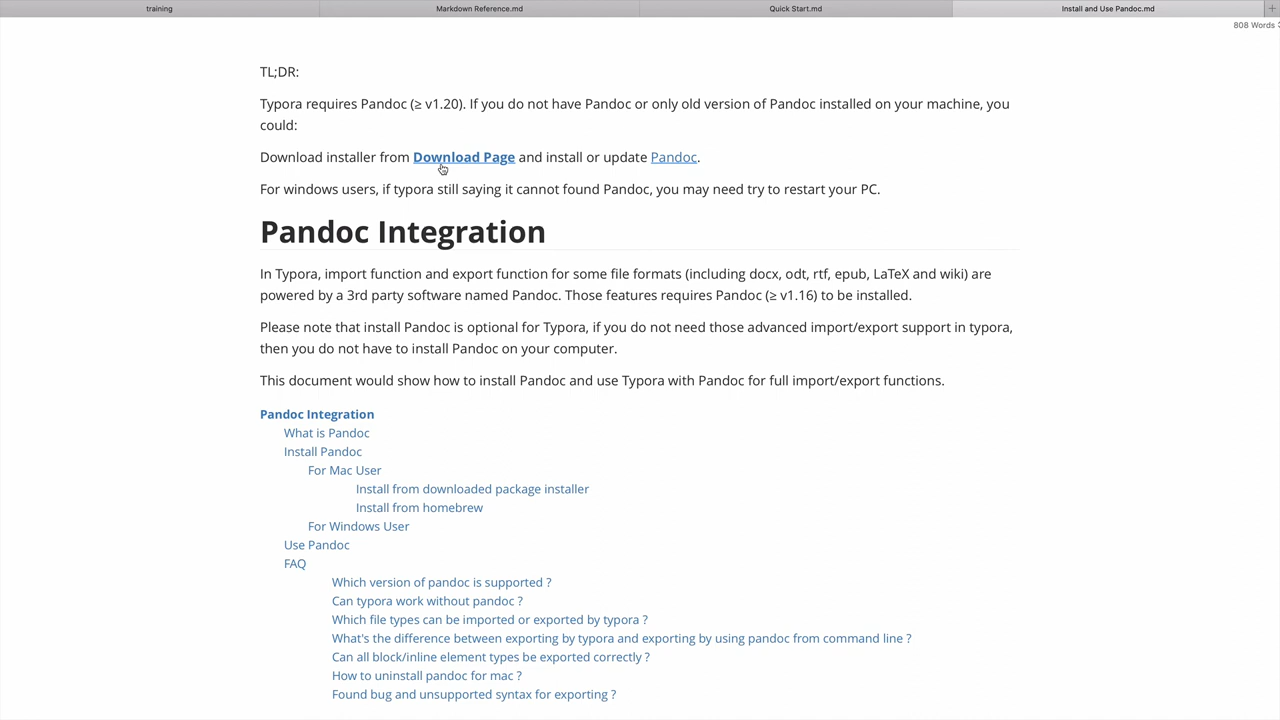 training
Markdown Reference.md
Quick Start.md
Install and Use Pandoc.md
+
808 Words
TL;DR:
Typora requires Pandoc (≥ v1.20). If you do not have Pandoc or only old version of Pandoc installed on your machine, you
could:
Download installer from Download Page and install or update Pandoc.
For windows users, if typora still saying it cannot found Pandoc, you may need try to restart your PC.
Pandoc Integration
In Typora, import function and export function for some file formats (including docx, odt, rtf, epub, LaTeX and wiki) are
powered by a 3rd party software named Pandoc. Those features requires Pandoc (≥ v1.16) to be installed.
Please note that install Pandoc is optional for Typora, if you do not need those advanced import/export support in typora,
then you do not have to install Pandoc on your computer.
This document would show how to install Pandoc and use Typora with Pandoc for full import/export functions.
Pandoc Integration
What is Pandoc
Install Pandoc
For Mac User
Install from downloaded package installer
Install from homebrew
For Windows User
Use Pandoc
FAQ
Which version of pandoc is supported ?
Can typora work without pandoc ?
Which file types can be imported or exported by typora ?
What's the difference between exporting by typora and exporting by using pandoc from command line ?
Can all block/inline element types be exported correctly ?
How to uninstall pandoc for mac ?
Found bug and unsupported syntax for exporting ?